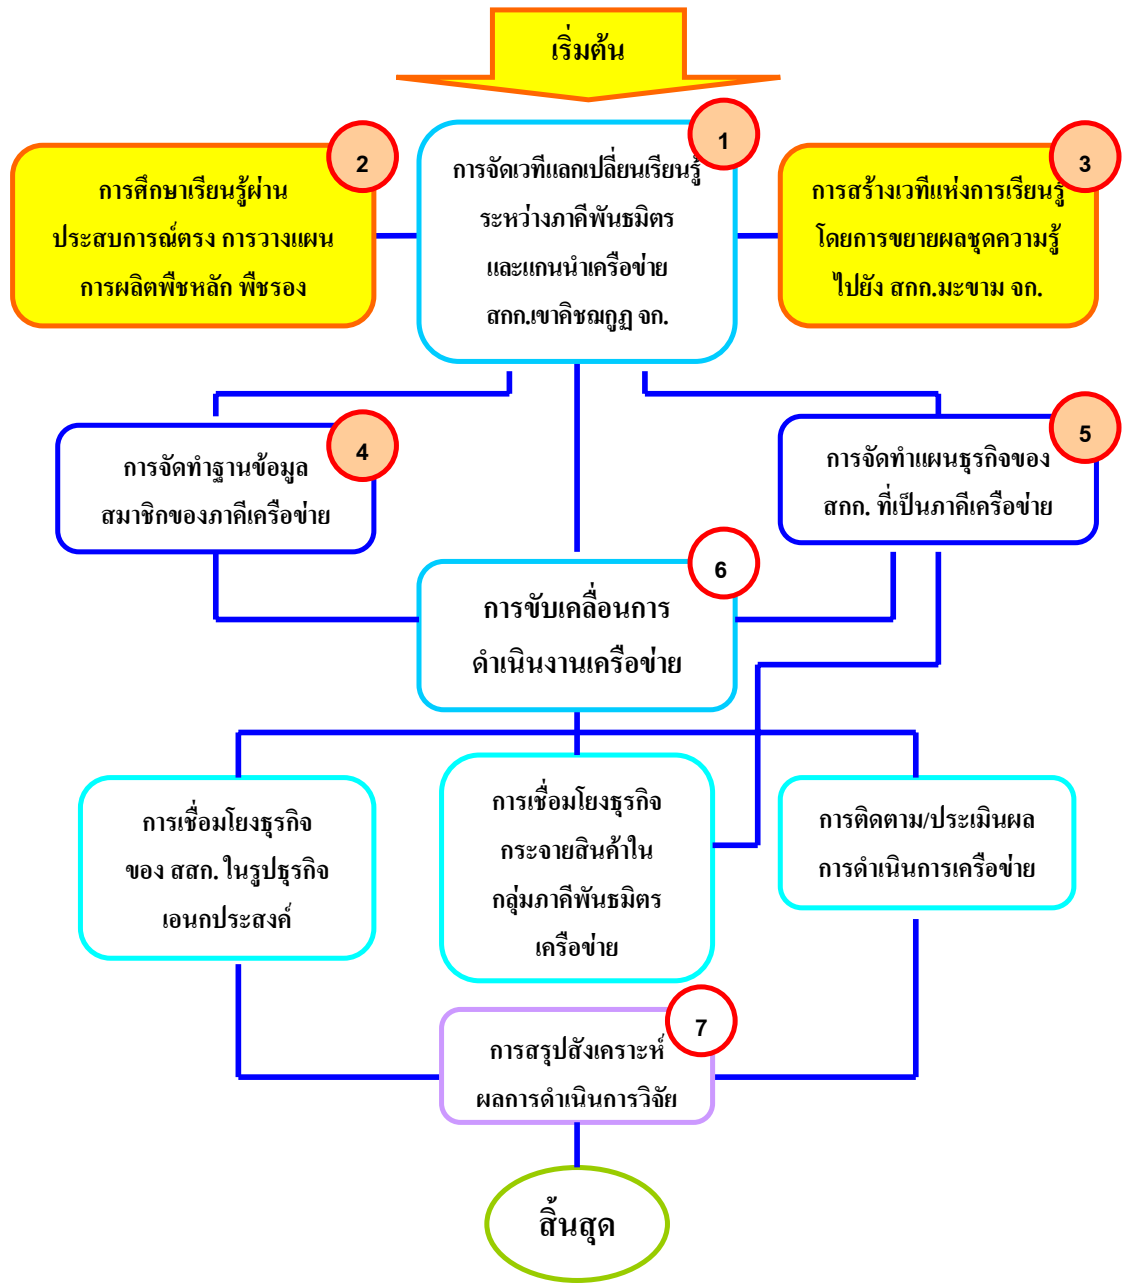 เริ่มต้น
1
การจัดเวทีแลกเปลี่ยนเรียนรู้
ระหว่างภาคีพันธมิตร
และแกนนำเครือข่าย
สกก.เขาคิชฌกูฏ จก.
2
การศึกษาเรียนรู้ผ่าน
ประสบการณ์ตรง การวางแผน
การผลิตพืชหลัก พืชรอง
3
การสร้างเวทีแห่งการเรียนรู้
โดยการขยายผลชุดความรู้
ไปยัง สกก.มะขาม จก.
4
การจัดทำฐานข้อมูล
สมาชิกของภาคีเครือข่าย
5
การจัดทำแผนธุรกิจของ
สกก. ที่เป็นภาคีเครือข่าย
6
การขับเคลื่อนการ
ดำเนินงานเครือข่าย
การเชื่อมโยงธุรกิจ
ของ สสก. ในรูปธุรกิจ
เอนกประสงค์
การเชื่อมโยงธุรกิจ
กระจายสินค้าใน
กลุ่มภาคีพันธมิตร
เครือข่าย
การติดตาม/ประเมินผล
การดำเนินการเครือข่าย
7
การสรุปสังเคราะห์
ผลการดำเนินการวิจัย
สิ้นสุด